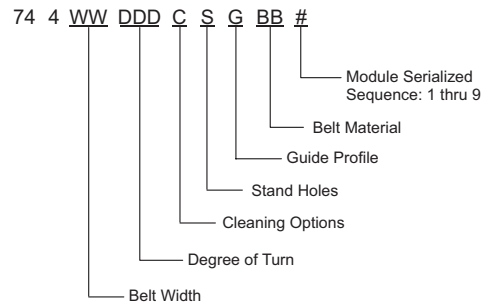 74 4 WW DDD C S G BB #
Module Serialized
Sequence: 1 thru 9
Belt Material
Guide Profile
Stand Holes
Cleaning Options
Degree of Turn
Belt Width